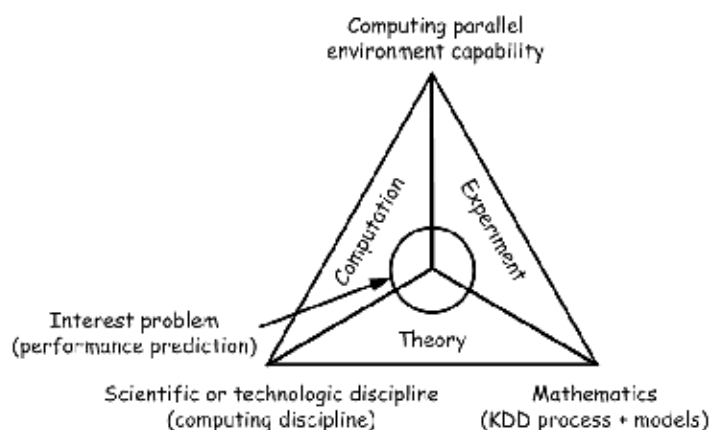 Computing parallel
environment capability
Computation
Experiment
Theory
Interest problem
(performance prediction)
Scientific or technologic discipline
(computing discipline)
Mathematics
(KDD process + models)